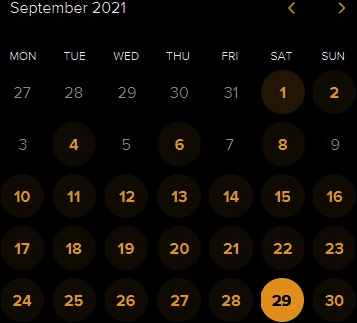 September 2021
MON TUE WED THU FRI SAT SUN
27 28 29 30 31 1 2
3 4 5 6 7 8 9
10 11 12 13 14 15 16
17 18 19 20 21 22 23
24 25 26 27 28 29 30